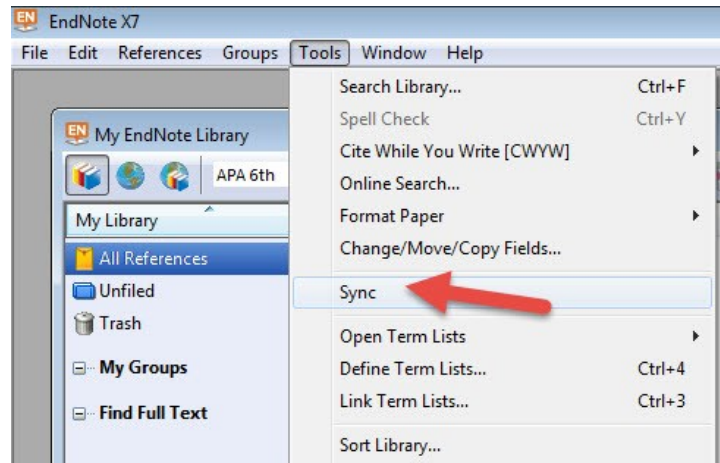 EN EndNote X7
File Edit References Groups Tools Window Help
Search Library... Ctrl+F
Spell Check Ctrl+Y
Cite While You Write [CWYW]
Online Search...
Format Paper
Change/Move/Copy Fields...
Sync
Open Term Lists
Define Term Lists... Ctrl+4
Link Term Lists... Ctrl+3
Sort Library...
EN My EndNote Library
APA 6th
My Library
All References
Unfiled
Trash
My Groups
Find Full Text